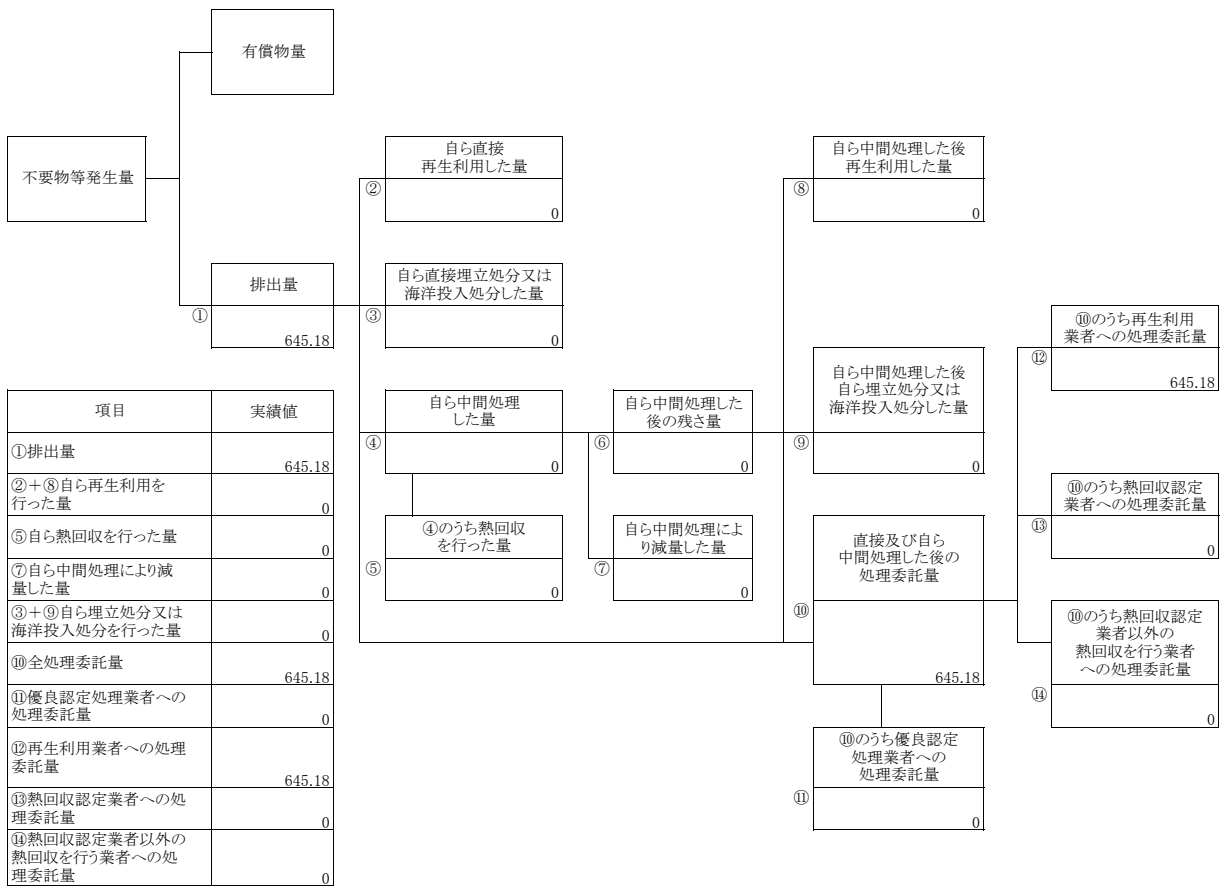 有償物量
不要物等発生量
自ら直接
再生利用した量
②
0
自ら中間処理した後
再生利用した量
⑧
0
排出量
①
645.18
自ら直接埋立処分又は
海洋投入処分した量
③
0
自ら中間処理
した量
④
0
自ら中間処理した
後の残さ量
⑥
0
自ら中間処理した後
自ら埋立処分又は
海洋投入処分した量
⑨
0
⑩のうち再生利用
業者への処理委託量
⑫
645.18
④のうち熱回収
を行った量
⑤
0
自ら中間処理によ
り減量した量
⑦
0
直接及び自ら
中間処理した後の
処理委託量
⑩
645.18
⑩のうち熱回収認定
業者への処理委託量
⑬
0
⑩のうち熱回収認定
業者以外の
熱回収を行う業者
への処理委託量
⑭
0
⑩のうち優良認定
処理業者への
処理委託量
⑪
0
項目 実績値
①排出量
645.18
②+⑧自ら再生利用を
行った量
0
⑤自ら熱回収を行った量
0
⑦自ら中間処理により減
量した量
0
③+⑨自ら埋立処分又は
海洋投入処分を行った量
0
⑩全処理委託量
645.18
⑪優良認定処理業者への
処理委託量
0
⑫再生利用業者への処理
委託量
645.18
⑬熱回収認定業者への処
理委託量
0
⑭熱回収認定業者以外の
熱回収を行う業者への処
理委託量
0